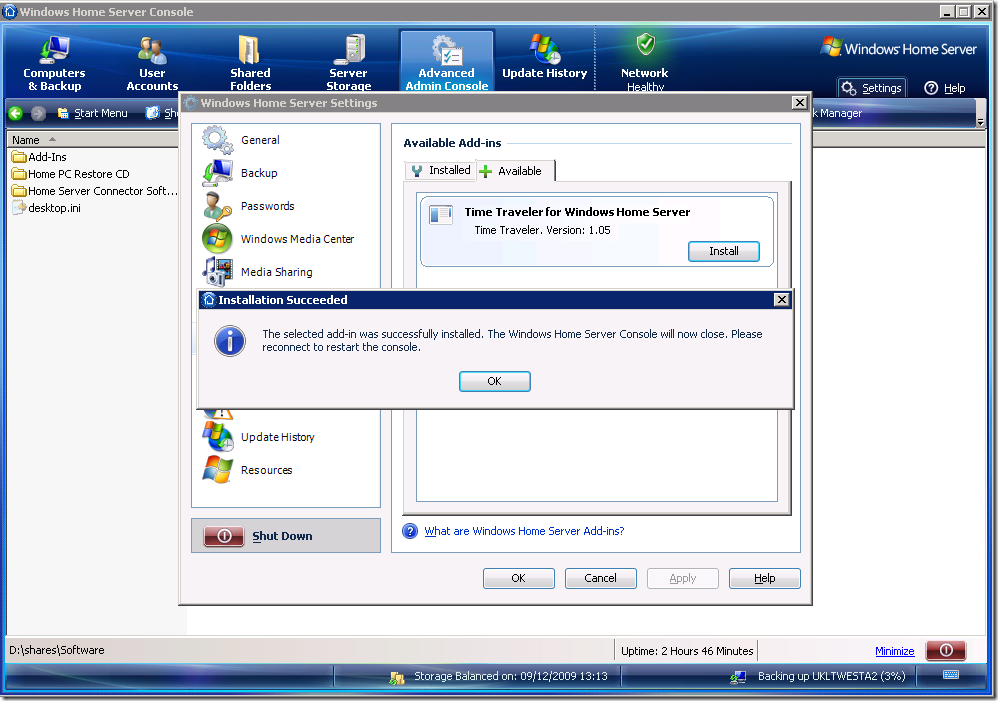 Windows Home Server Console
Computers
& Backup
User
Accounts
Shared
Folders
Server
Storage
Advanced
Admin Console
Update History
Network
Healthy
Windows Home Server
Settings
Help
Start Menu
Sh
k Manager
Name
Add-Ins
Home PC Restore CD
Home Server Connector Soft...
desktop.ini
Windows Home Server Settings
General
Backup
Passwords
Windows Media Center
Media Sharing
Update History
Resources
Shut Down
Available Add-ins
Installed
Available
Time Traveler for Windows Home Server
Time Traveler. Version: 1.05
Install
Installation Succeeded
The selected add-in was successfully installed. The Windows Home Server Console will now close. Please
reconnect to restart the console.
OK
What are Windows Home Server Add-ins?
OK
Cancel
Apply
Help
D:\shares\Software
Uptime: 2 Hours 46 Minutes
Minimize
Storage Balanced on: 09/12/2009 13:13
Backing up UKLTWESTA2 (3%)